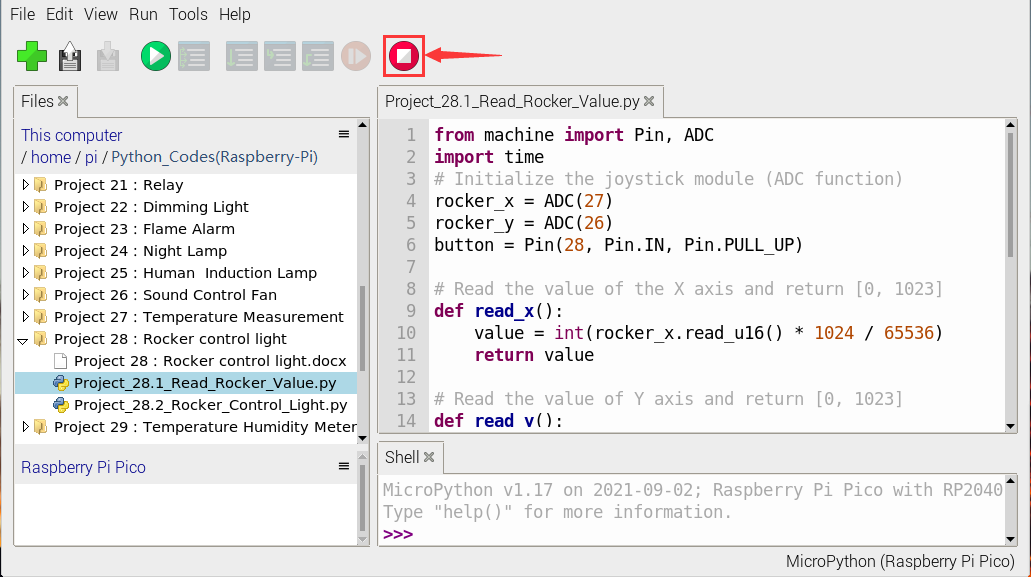 File Edit View Run Tools Help
Files
This computer
/ home / pi / Python_Codes(Raspberry-Pi)
Project 21 : Relay
Project 22 : Dimming Light
Project 23 : Flame Alarm
Project 24 : Night Lamp
Project 25 : Human  Induction Lamp
Project 26 : Sound Control Fan
Project 27 : Temperature Measurement
Project 28 : Rocker control light
Project 28 : Rocker control light.docx
Project_28.1_Read_Rocker_Value.py
Project_28.2_Rocker_Control_Light.py
Project 29 : Temperature Humidity Meter
Raspberry Pi Pico
Project_28.1_Read_Rocker_Value.py
1 from machine import Pin, ADC
2 import time
3 # Initialize the joystick module (ADC function)
4 rocker_x = ADC(27)
5 rocker_y = ADC(26)
6 button = Pin(28, Pin.IN, Pin.PULL_UP)
7
8 # Read the value of the X axis and return [0, 1023]
9 def read_x():
10     value = int(rocker_x.read_u16() * 1024 / 65536)
11     return value
12
13 # Read the value of Y axis and return [0, 1023]
14 def read_y():
Shell
MicroPython v1.17 on 2021-09-02; Raspberry Pi Pico with RP2040
Type "help()" for more information.
>>>
MicroPython (Raspberry Pi Pico)